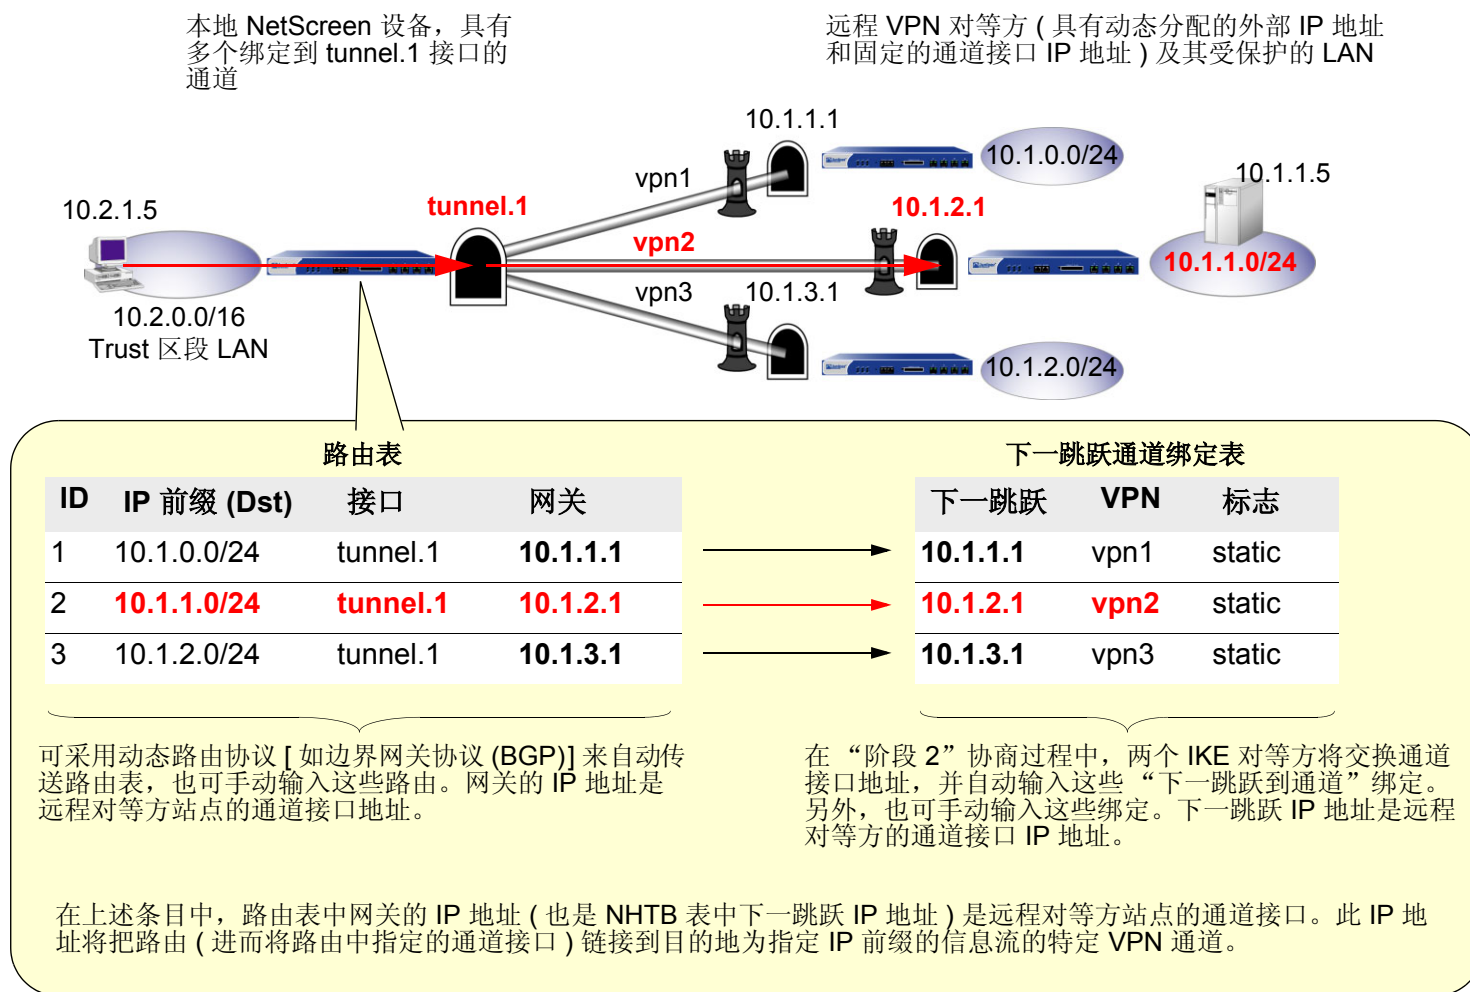 本地 NetScreen 设备，具有
多个绑定到 tunnel.1 接口的
通道
远程 VPN 对等方 ( 具有动态分配的外部 IP 地址
和固定的通道接口 IP 地址 ) 及其受保护的 LAN
10.1.1.1
10.1.0.0/24
vpn1
10.1.1.5
10.2.1.5
tunnel.1
10.1.2.1
vpn2
10.1.1.0/24
vpn3
10.1.3.1
10.2.0.0/16
Trust 区段 LAN
10.1.2.0/24
路由表
ID IP 前缀 (Dst) 接口 网关
1 10.1.0.0/24 tunnel.1 10.1.1.1
2 10.1.1.0/24 tunnel.1 10.1.2.1
3 10.1.2.0/24 tunnel.1 10.1.3.1
下一跳跃通道绑定表
下一跳跃 VPN 标志
10.1.1.1 vpn1 static
10.1.2.1 vpn2 static
10.1.3.1 vpn3 static
可采用动态路由协议 [ 如边界网关协议 (BGP)] 来自动传
送路由表，也可手动输入这些路由。网关的 IP 地址是
远程对等方站点的通道接口地址。
在 “阶段 2”协商过程中，两个 IKE 对等方将交换通道
接口地址，并自动输入这些 “下一跳跃到通道”绑定。
另外，也可手动输入这些绑定。下一跳跃 IP 地址是远程
对等方的通道接口 IP 地址。
在上述条目中，路由表中网关的 IP 地址 ( 也是 NHTB 表中下一跳跃 IP 地址 ) 是远程对等方站点的通道接口。此 IP 地
址将把路由 ( 进而将路由中指定的通道接口 ) 链接到目的地为指定 IP 前缀的信息流的特定 VPN 通道。